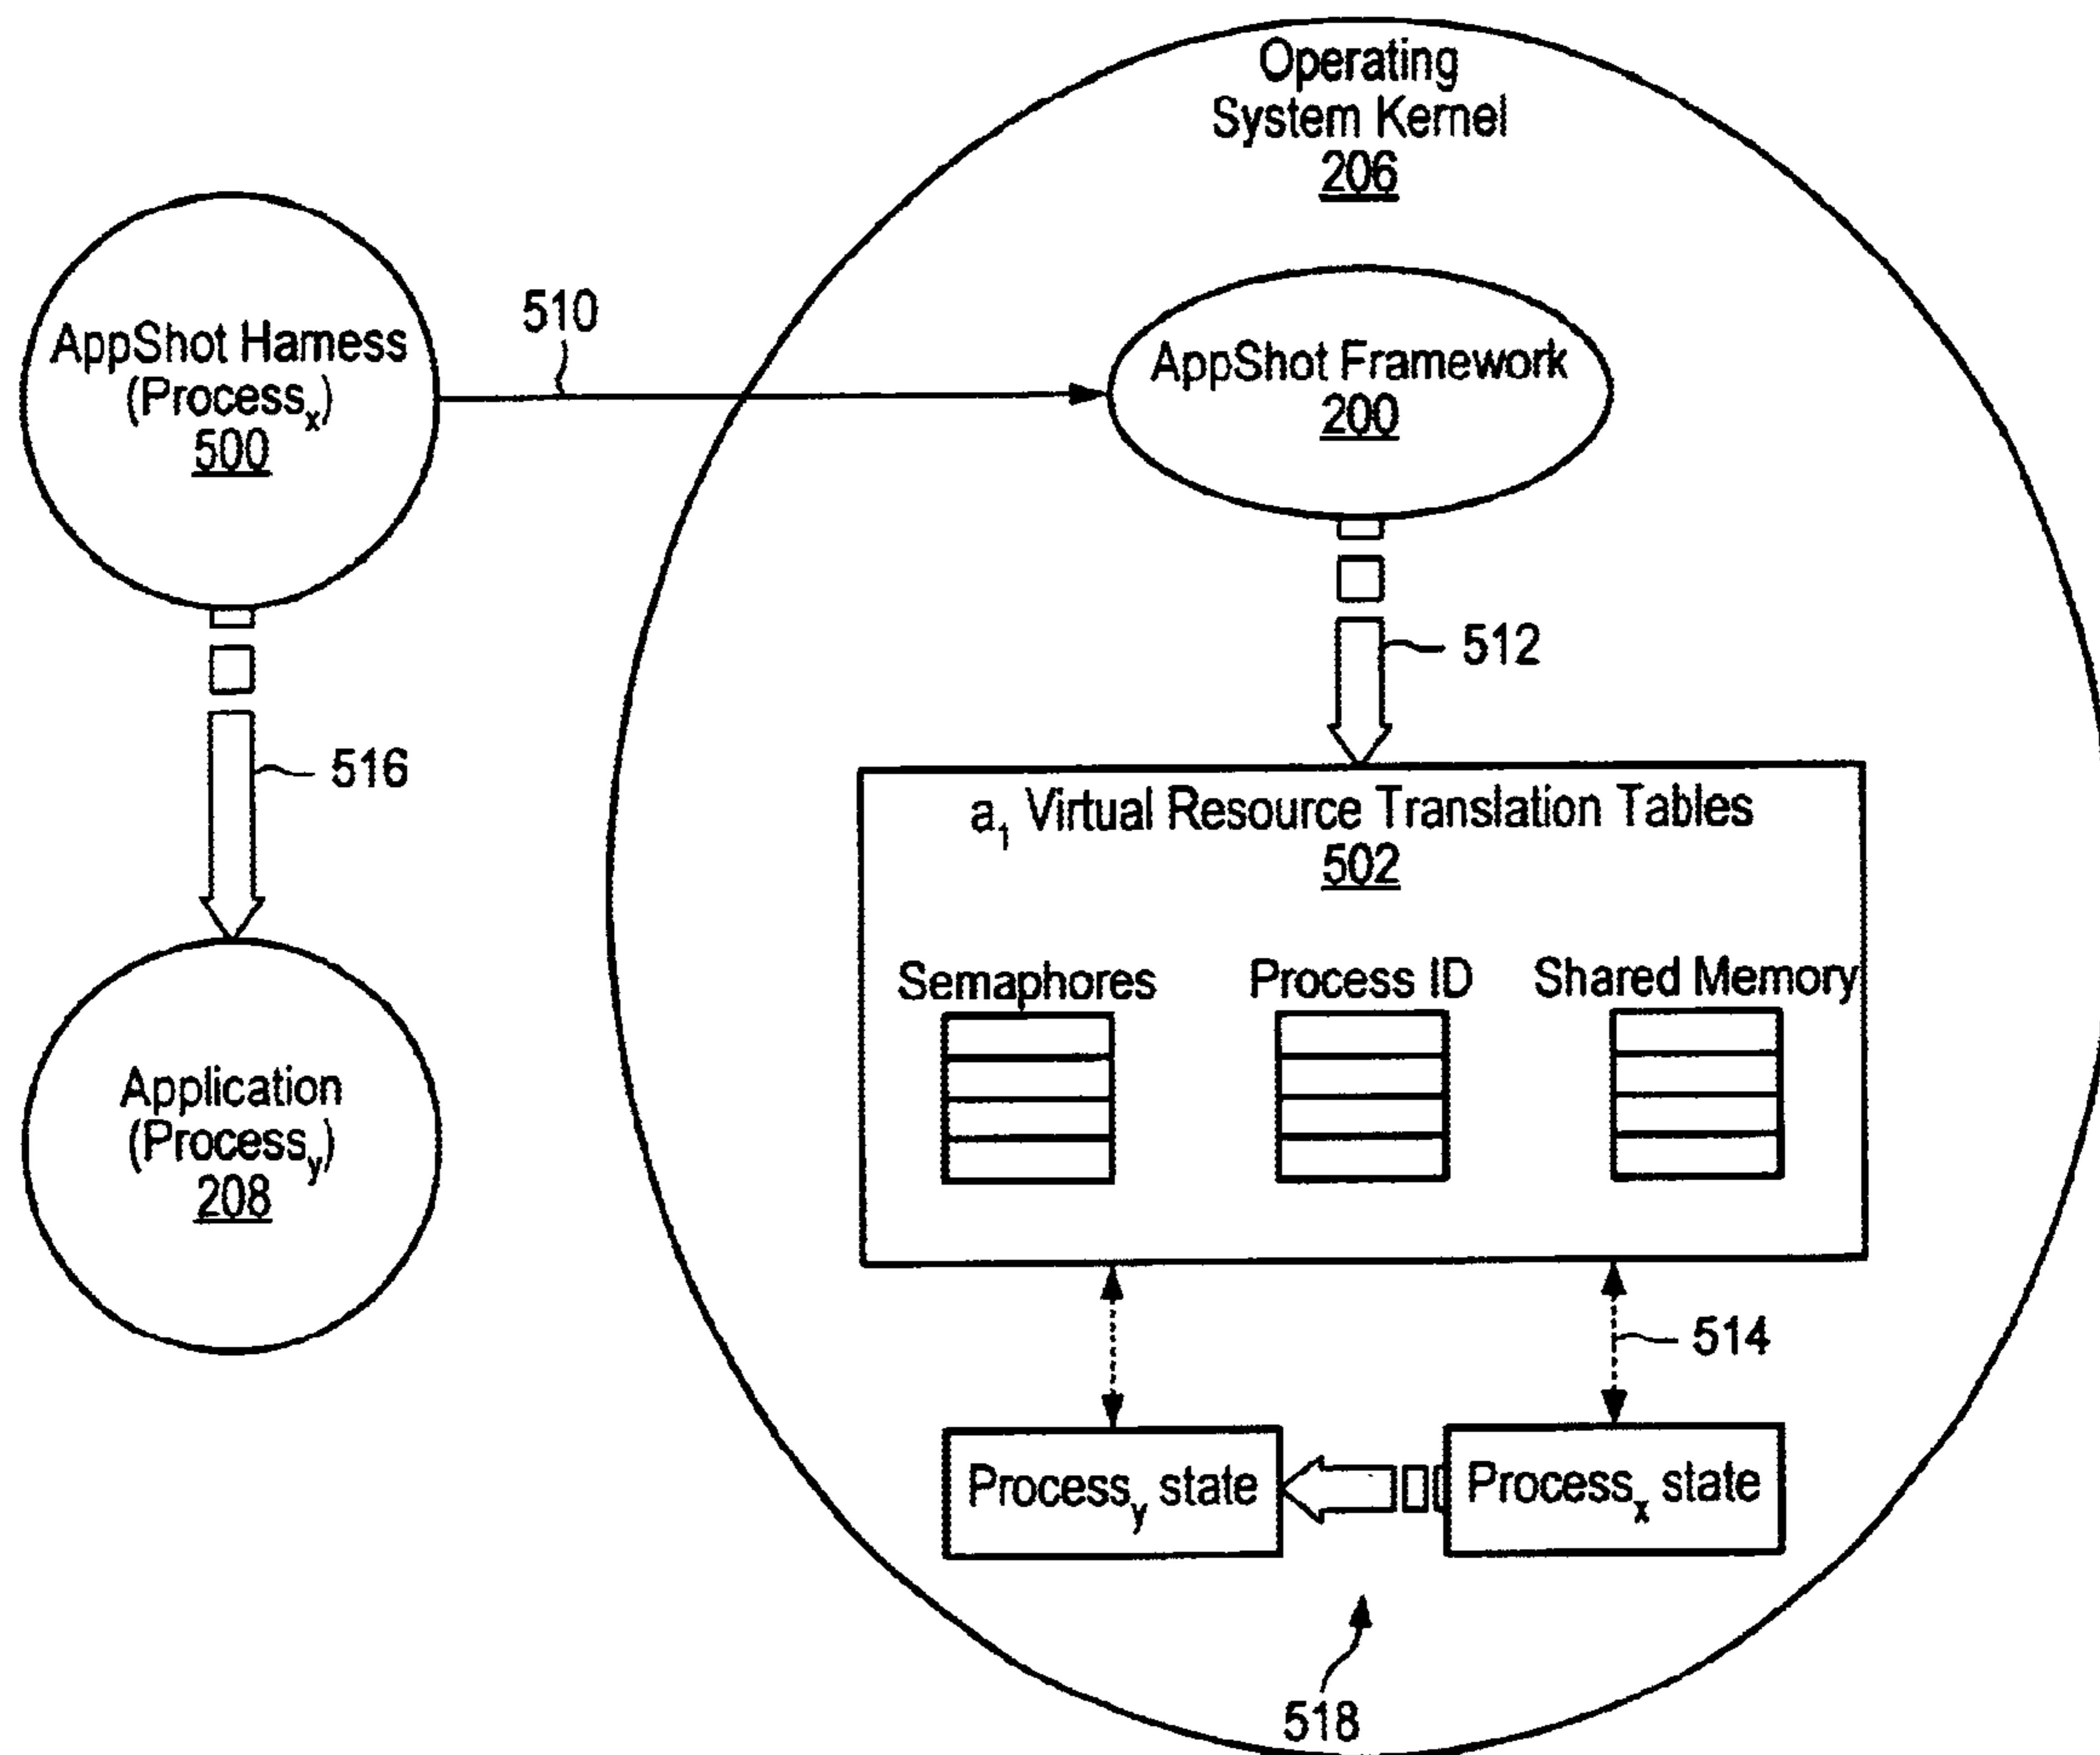 Operating
System Kernel
206
AppShot Harness
(Processx)
500
510
AppShot Framework
200
512
516
a1 Virtual Resource Translation Tables
502
Semaphores
Process ID
Shared Memory
Application
(Processy)
208
514
Processy state
Processx state
518